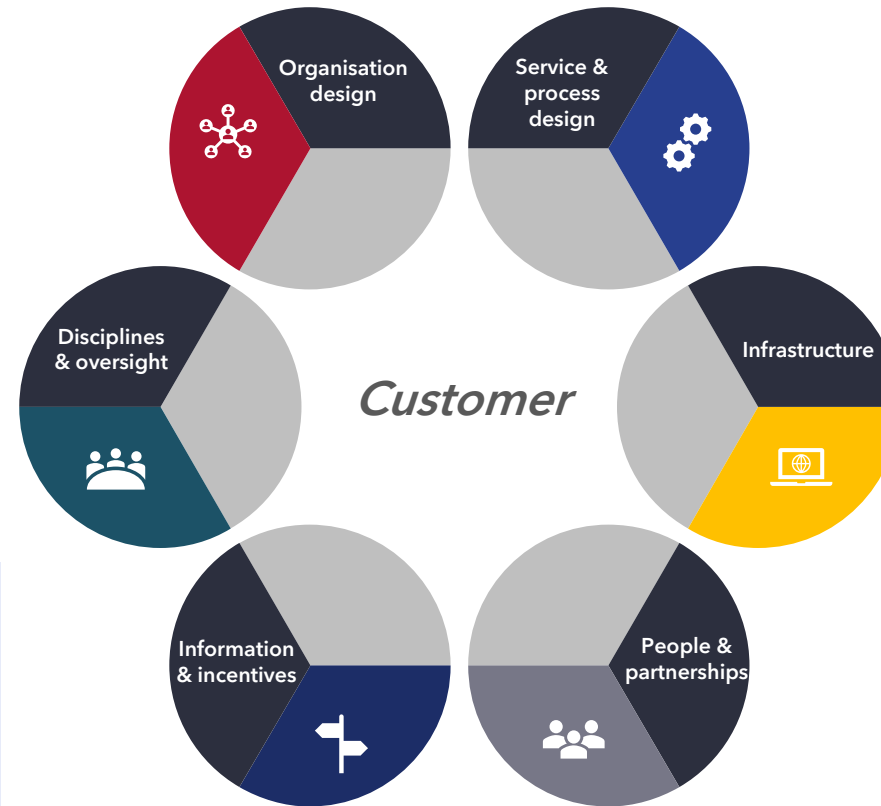 Organisation
design
Service &
process
design
Disciplines
& oversight
Customer
Infrastructure
Information
& incentives
People &
partnerships